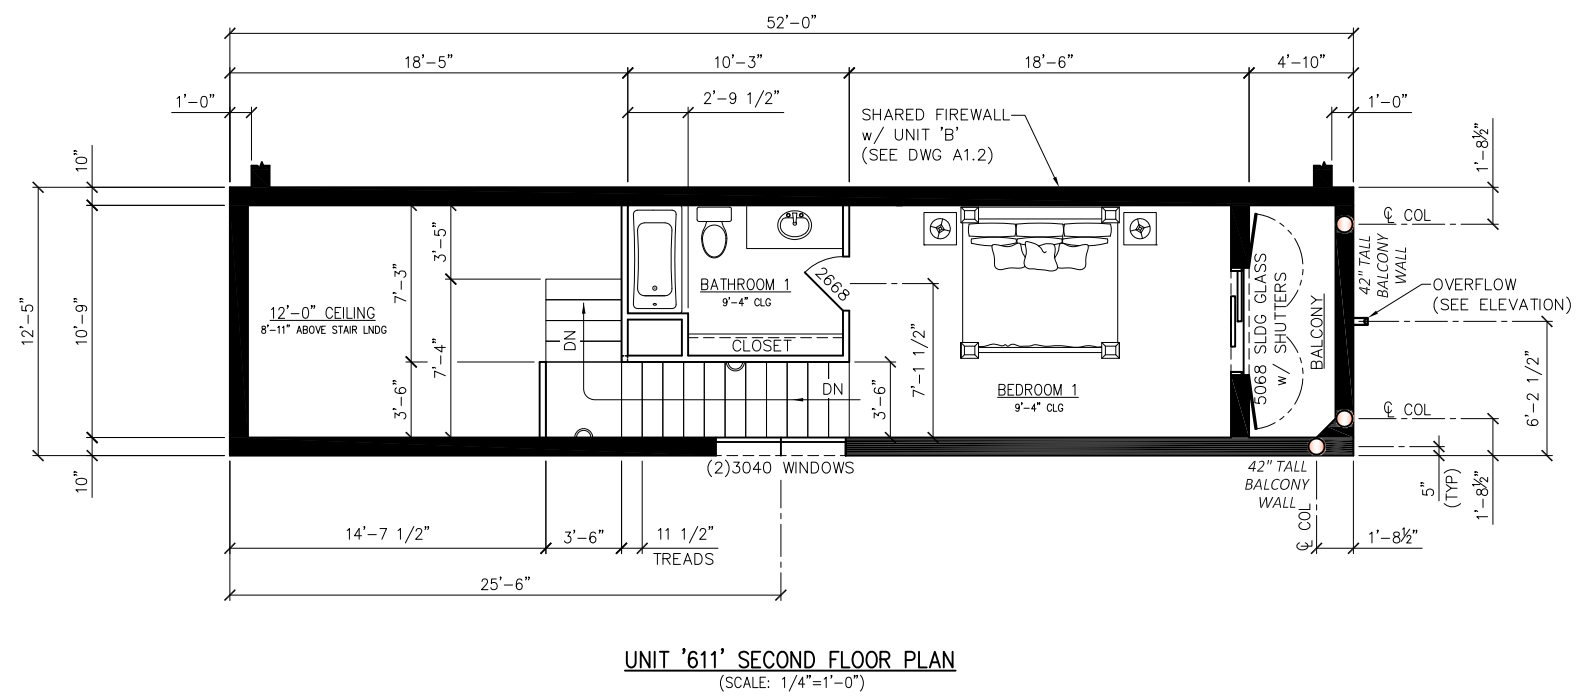 52'-0"
18'-5"
10'-3"
18'-6"
4'-10"
1'-0"
2'-9 1/2"
1'-0"
SHARED FIREWALL
w/ UNIT 'B'
(SEE DWG A1.2)
10"
1'-8½"
℄ COL
12'-5"
10'-9"
7'-3"
3'-5"
7'-4"
3'-6"
12'-0" CEILING
8'-11" ABOVE STAIR LNDG
DN
BATHROOM 1
9'-4" CLG
2668
CLOSET
DN
3'-6"
7'-1 1/2"
BEDROOM 1
9'-4" CLG
5068 SLDG GLASS
w/ SHUTTERS
BALCONY
42" TALL
BALCONY
WALL
OVERFLOW
(SEE ELEVATION)
6'-2 1/2"
℄ COL
10"
(2)3040 WINDOWS
42" TALL
BALCONY
WALL
℄ COL
5"
(TYP)
1'-8½"
14'-7 1/2"
3'-6"
11 1/2"
TREADS
1'-8½"
25'-6"
UNIT '611' SECOND FLOOR PLAN
(SCALE: 1/4"=1'-0")